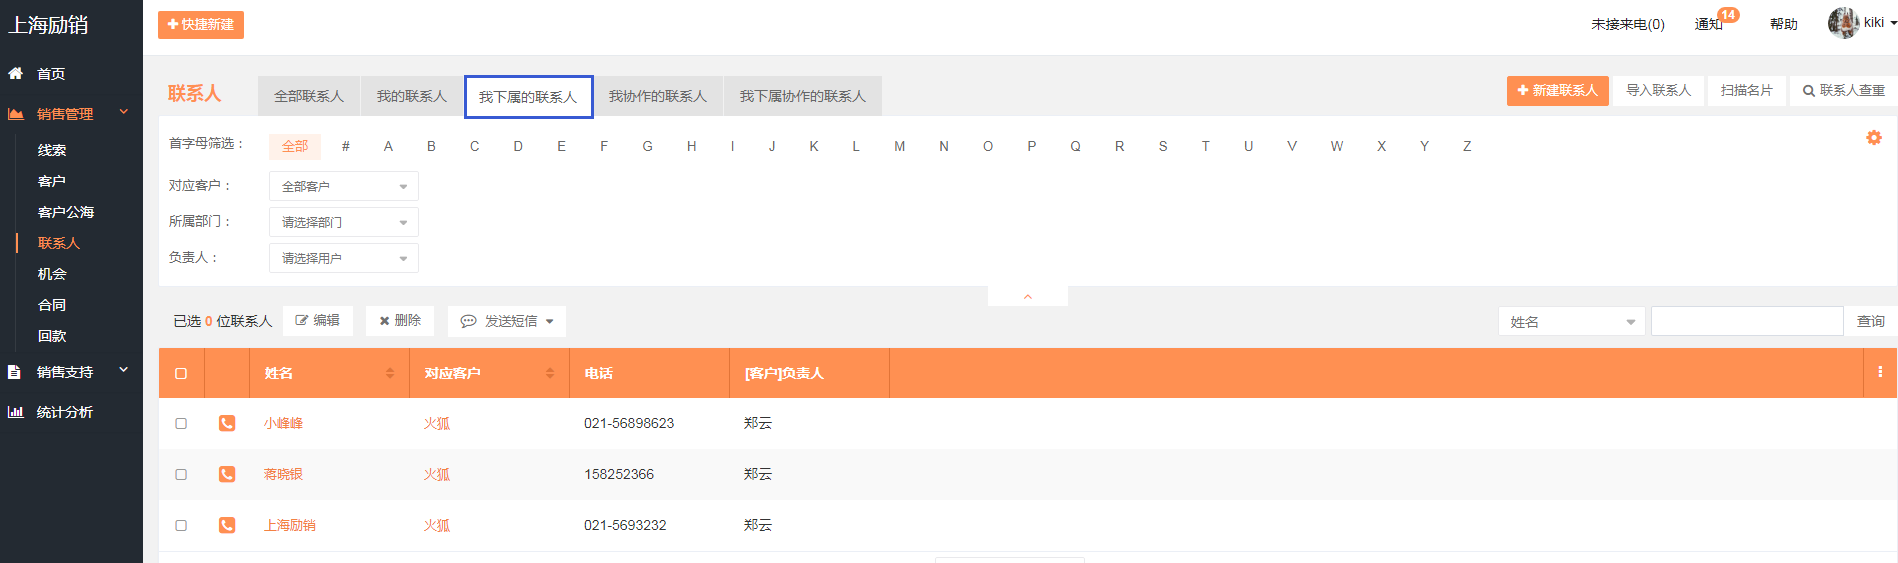 上海励销
快捷新建
未接来电(0)
通知
14
帮助
kiki
首页
销售管理
线索
客户
客户公海
联系人
机会
合同
回款
销售支持
统计分析
联系人
全部联系人
我的联系人
我下属的联系人
我协作的联系人
我下属协作的联系人
新建联系人
导入联系人
扫描名片
联系人查重
首字母筛选： 全部 # A B C D E F G H I J K L M N O P Q R S T U V W X Y Z
对应客户： 全部客户
所属部门： 请选择部门
负责人： 请选择用户
已选 0 位联系人 编辑 删除 发送短信 姓名 查询
姓名 对应客户 电话 [客户]负责人
小峰峰 火狐 021-56898623 郑云
蒋晓银 火狐 158252366 郑云
上海励销 火狐 021-5693232 郑云